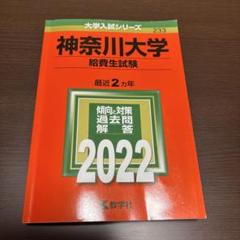 大学入試シリーズ
233
神奈川大学
給費生試験
最近2カ年
傾向と対策
過去問
解答
2022
教学社